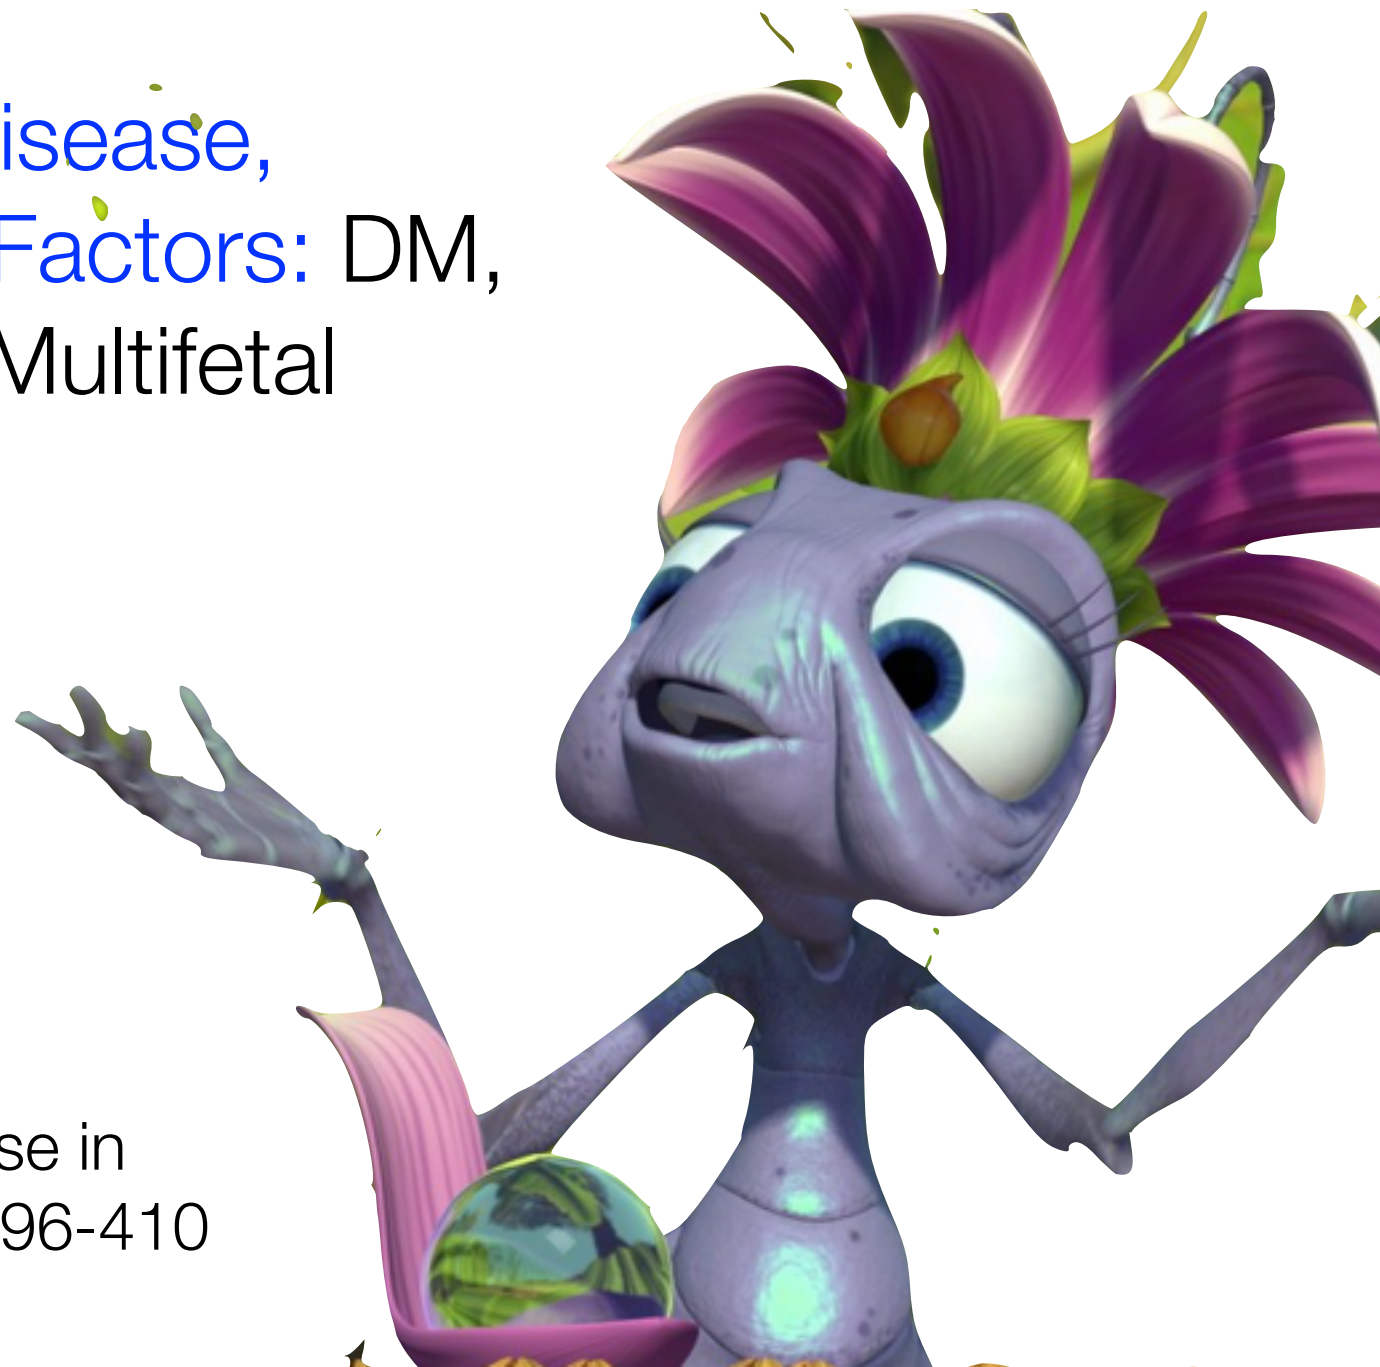 isease,
Factors: DM,
Multifetal
se in
96-410